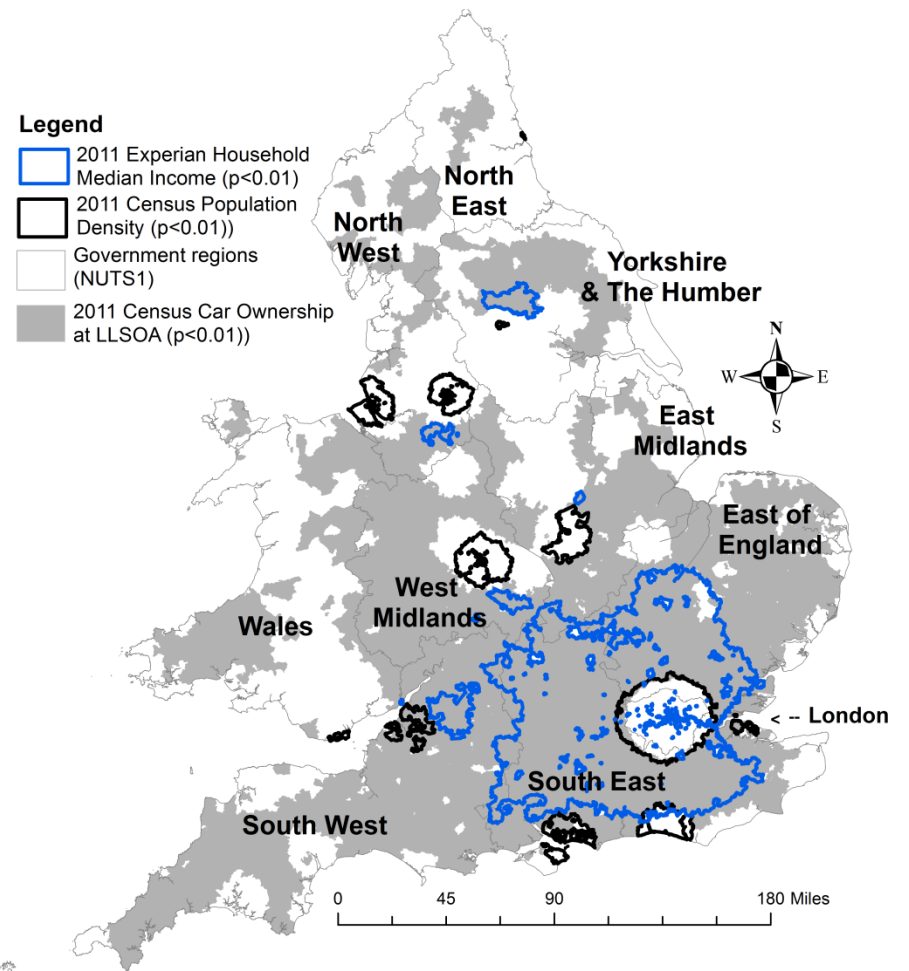 Legend
2011 Experian Household
Median Income (p<0.01)
2011 Census Population
Density (p<0.01))
Government regions
(NUTS1)
2011 Census Car Ownership
at LLSOA (p<0.01))
North
East
North
West
Yorkshire
& The Humber
N
W
E
S
East
Midlands
East of
England
West
Midlands
Wales
< -- London
South East
South West
0
45
90
180 Miles